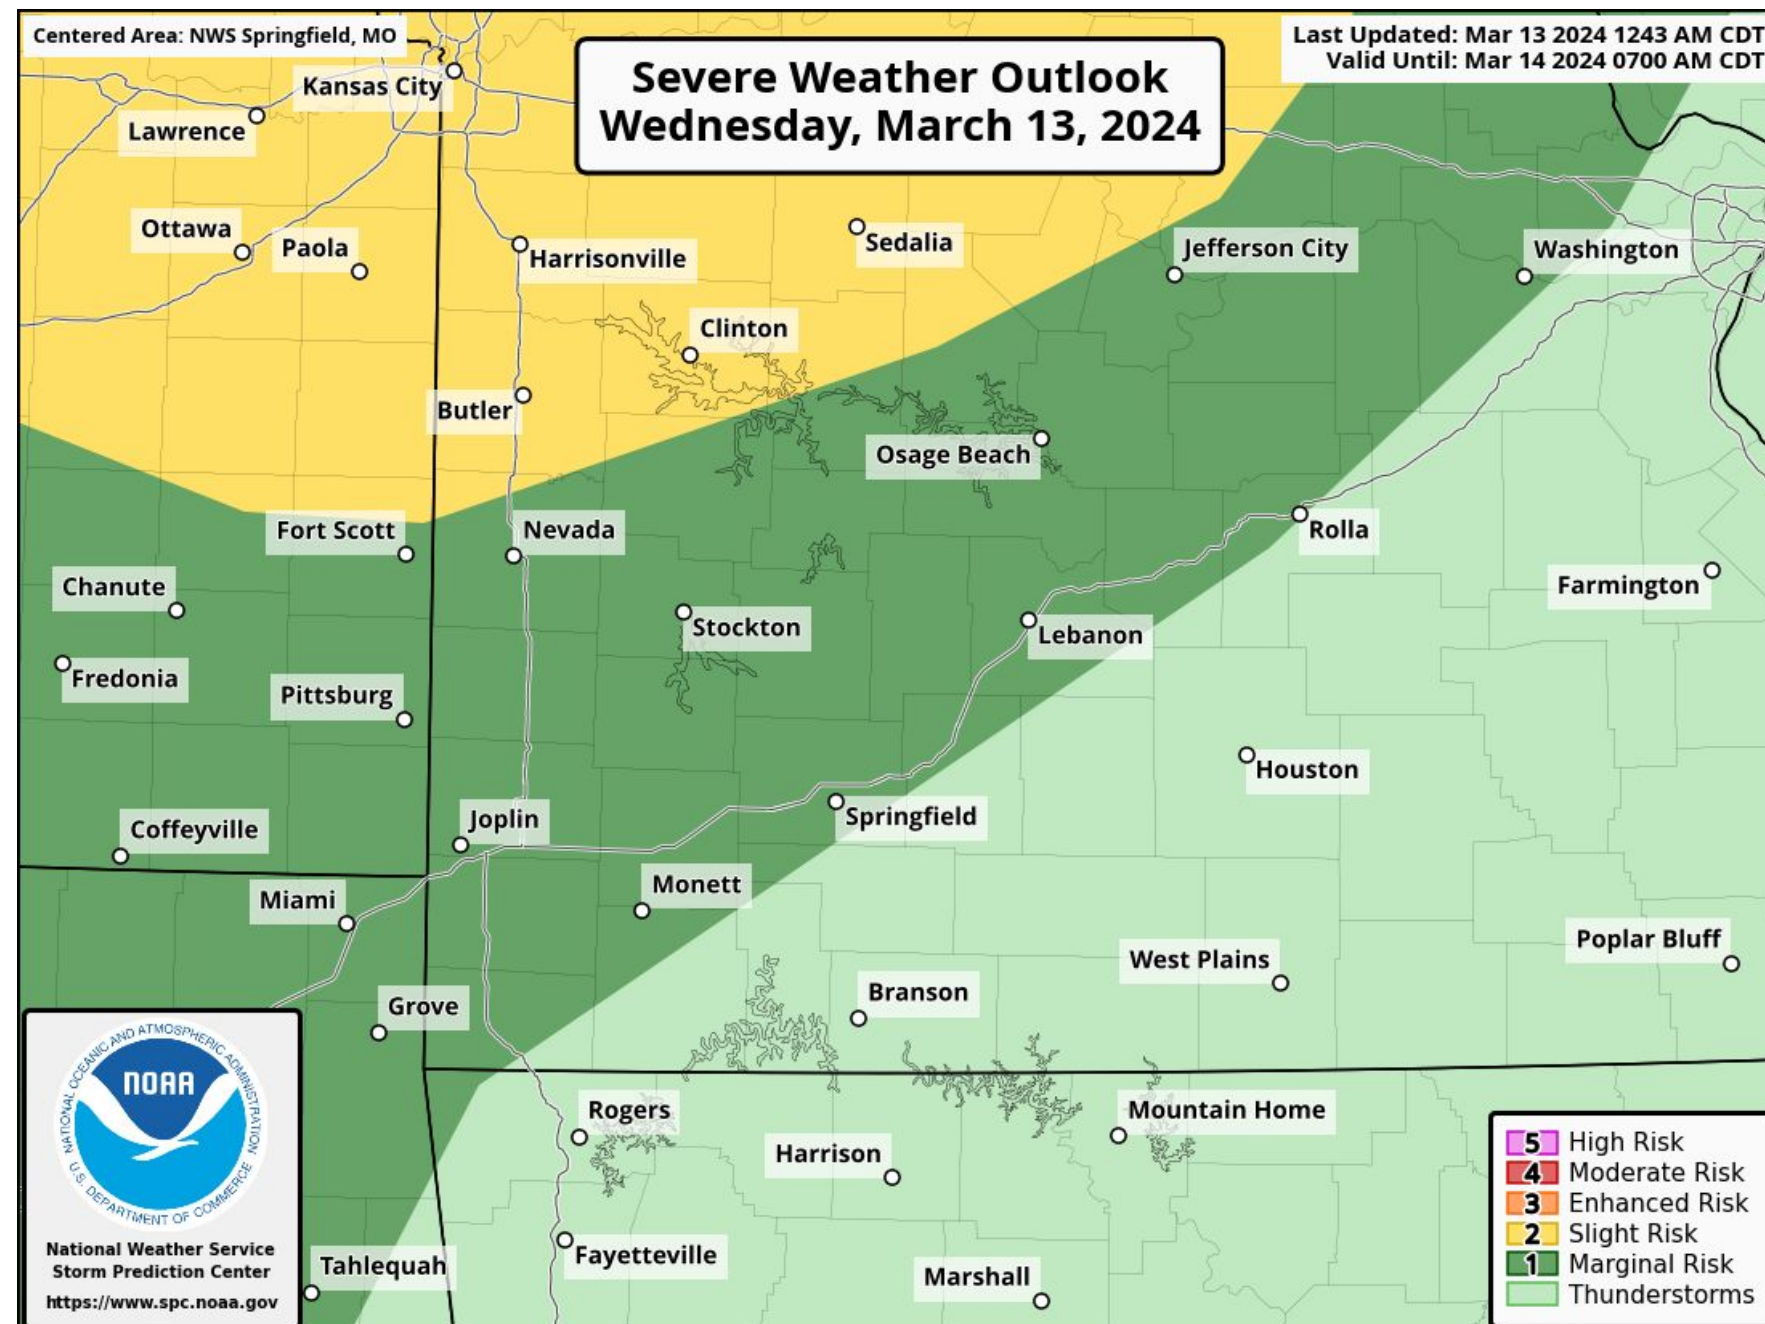 Centered Area: NWS Springfield, MO
Last Updated: Mar 13 2024 1243 AM CDT
Valid Until: Mar 14 2024 0700 AM CDT
Severe Weather Outlook
Wednesday, March 13, 2024
Kansas City
Lawrence
Ottawa
Paola
Harrisonville
Sedalia
Jefferson City
Washington
Clinton
Butler
Osage Beach
Fort Scott
Nevada
Rolla
Chanute
Farmington
Stockton
Lebanon
Fredonia
Pittsburg
Houston
Coffeyville
Joplin
Springfield
Miami
Monett
Poplar Bluff
West Plains
Grove
Branson
Rogers
Mountain Home
Harrison
Tahlequah
Fayetteville
Marshall
NATIONAL OCEANIC AND ATMOSPHERIC ADMINISTRATION
NOAA
U.S. DEPARTMENT OF COMMERCE
National Weather Service
Storm Prediction Center
https://www.spc.noaa.gov
5 High Risk
4 Moderate Risk
3 Enhanced Risk
2 Slight Risk
1 Marginal Risk
Thunderstorms